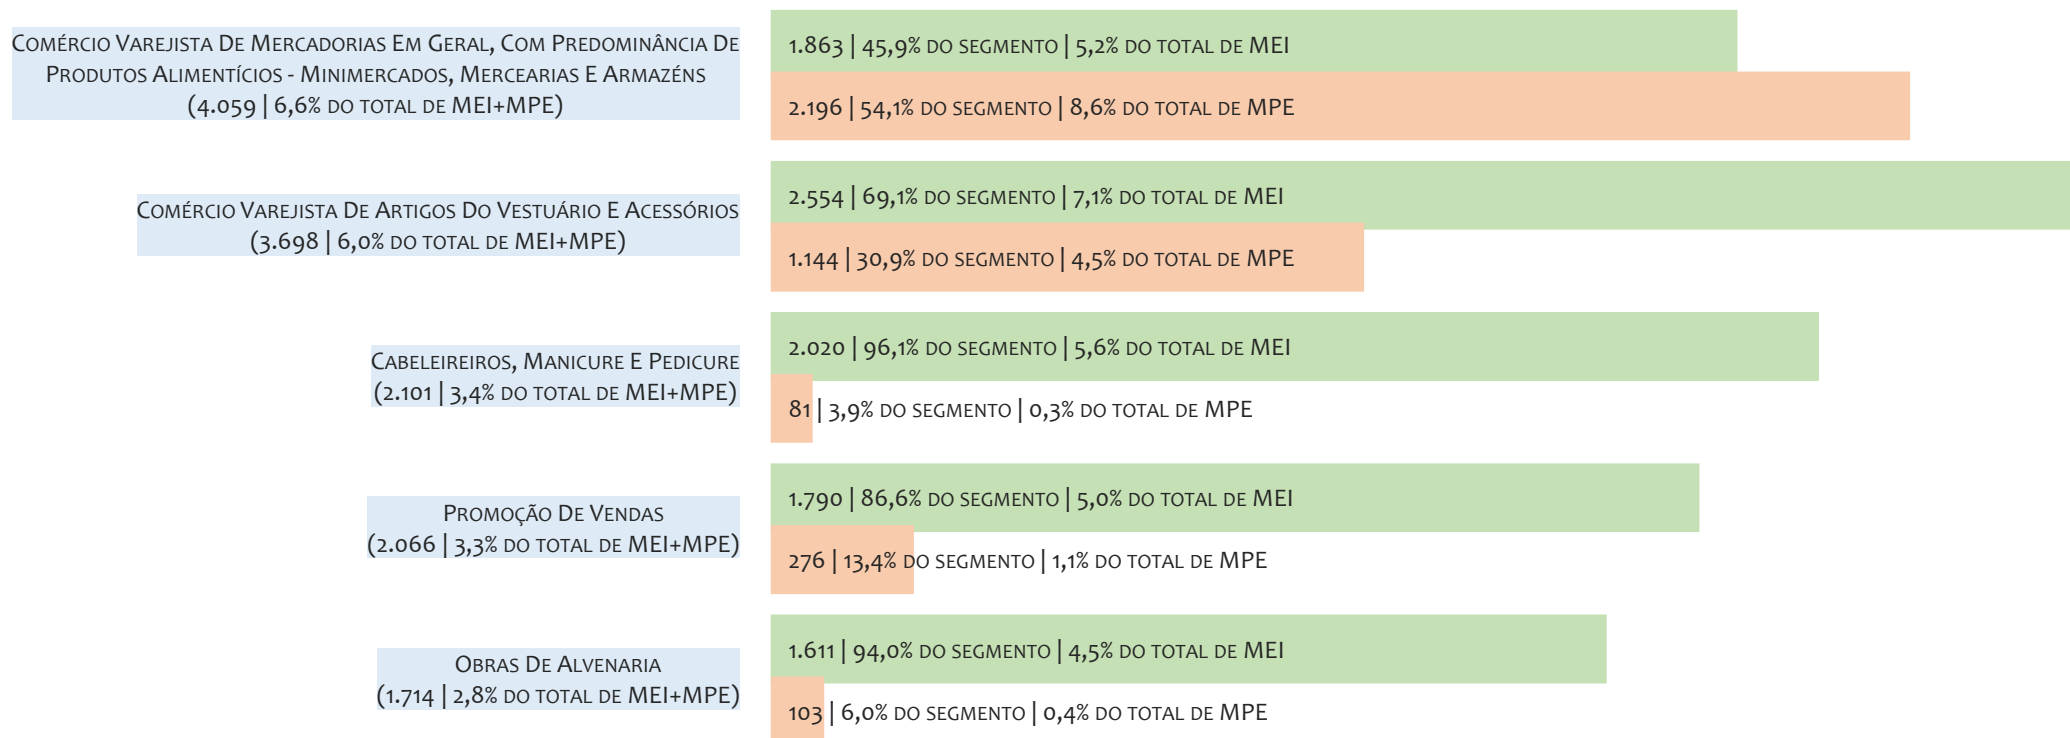 Comércio Varejista De Mercadorias Em Geral, Com Predominância De
Produtos Alimentícios - Minimercados, Mercearias E Armazéns
(4.059 | 6,6% do total de MEI+MPE)
1.863 | 45,9% do segmento | 5,2% do total de MEI
2.196 | 54,1% do segmento | 8,6% do total de MPE
Comércio Varejista De Artigos Do Vestuário E Acessórios
(3.698 | 6,0% do total de MEI+MPE)
2.554 | 69,1% do segmento | 7,1% do total de MEI
1.144 | 30,9% do segmento | 4,5% do total de MPE
Cabeleireiros, Manicure E Pedicure
(2.101 | 3,4% do total de MEI+MPE)
2.020 | 96,1% do segmento | 5,6% do total de MEI
81 | 3,9% do segmento | 0,3% do total de MPE
Promoção De Vendas
(2.066 | 3,3% do total de MEI+MPE)
1.790 | 86,6% do segmento | 5,0% do total de MEI
276 | 13,4% do segmento | 1,1% do total de MPE
Obras De Alvenaria
(1.714 | 2,8% do total de MEI+MPE)
1.611 | 94,0% do segmento | 4,5% do total de MEI
103 | 6,0% do segmento | 0,4% do total de MPE